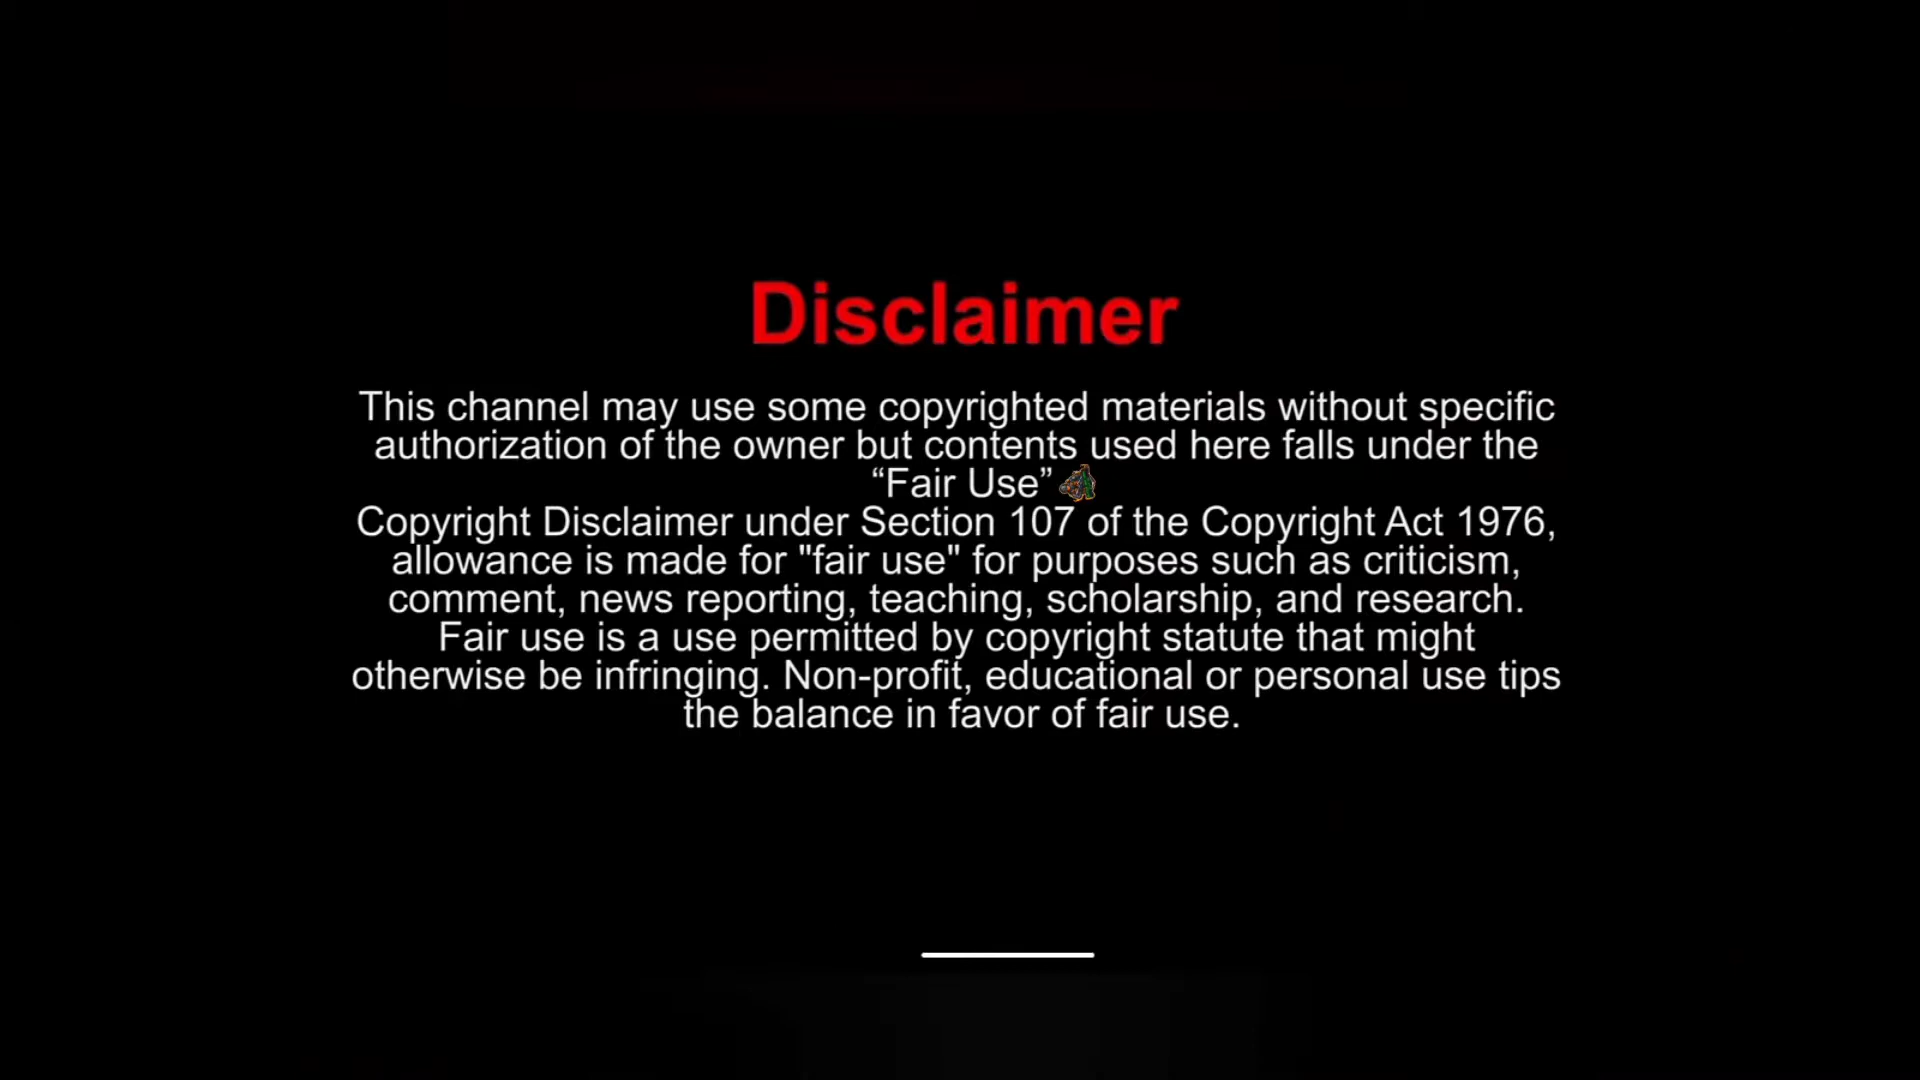 Disclaimer
This channel may use some copyrighted materials without specific
authorization of the owner but contents used here falls under the
“Fair Use”
Copyright Disclaimer under Section 107 of the Copyright Act 1976,
allowance is made for "fair use" for purposes such as criticism,
comment, news reporting, teaching, scholarship, and research.
Fair use is a use permitted by copyright statute that might
otherwise be infringing. Non-profit, educational or personal use tips
the balance in favor of fair use.